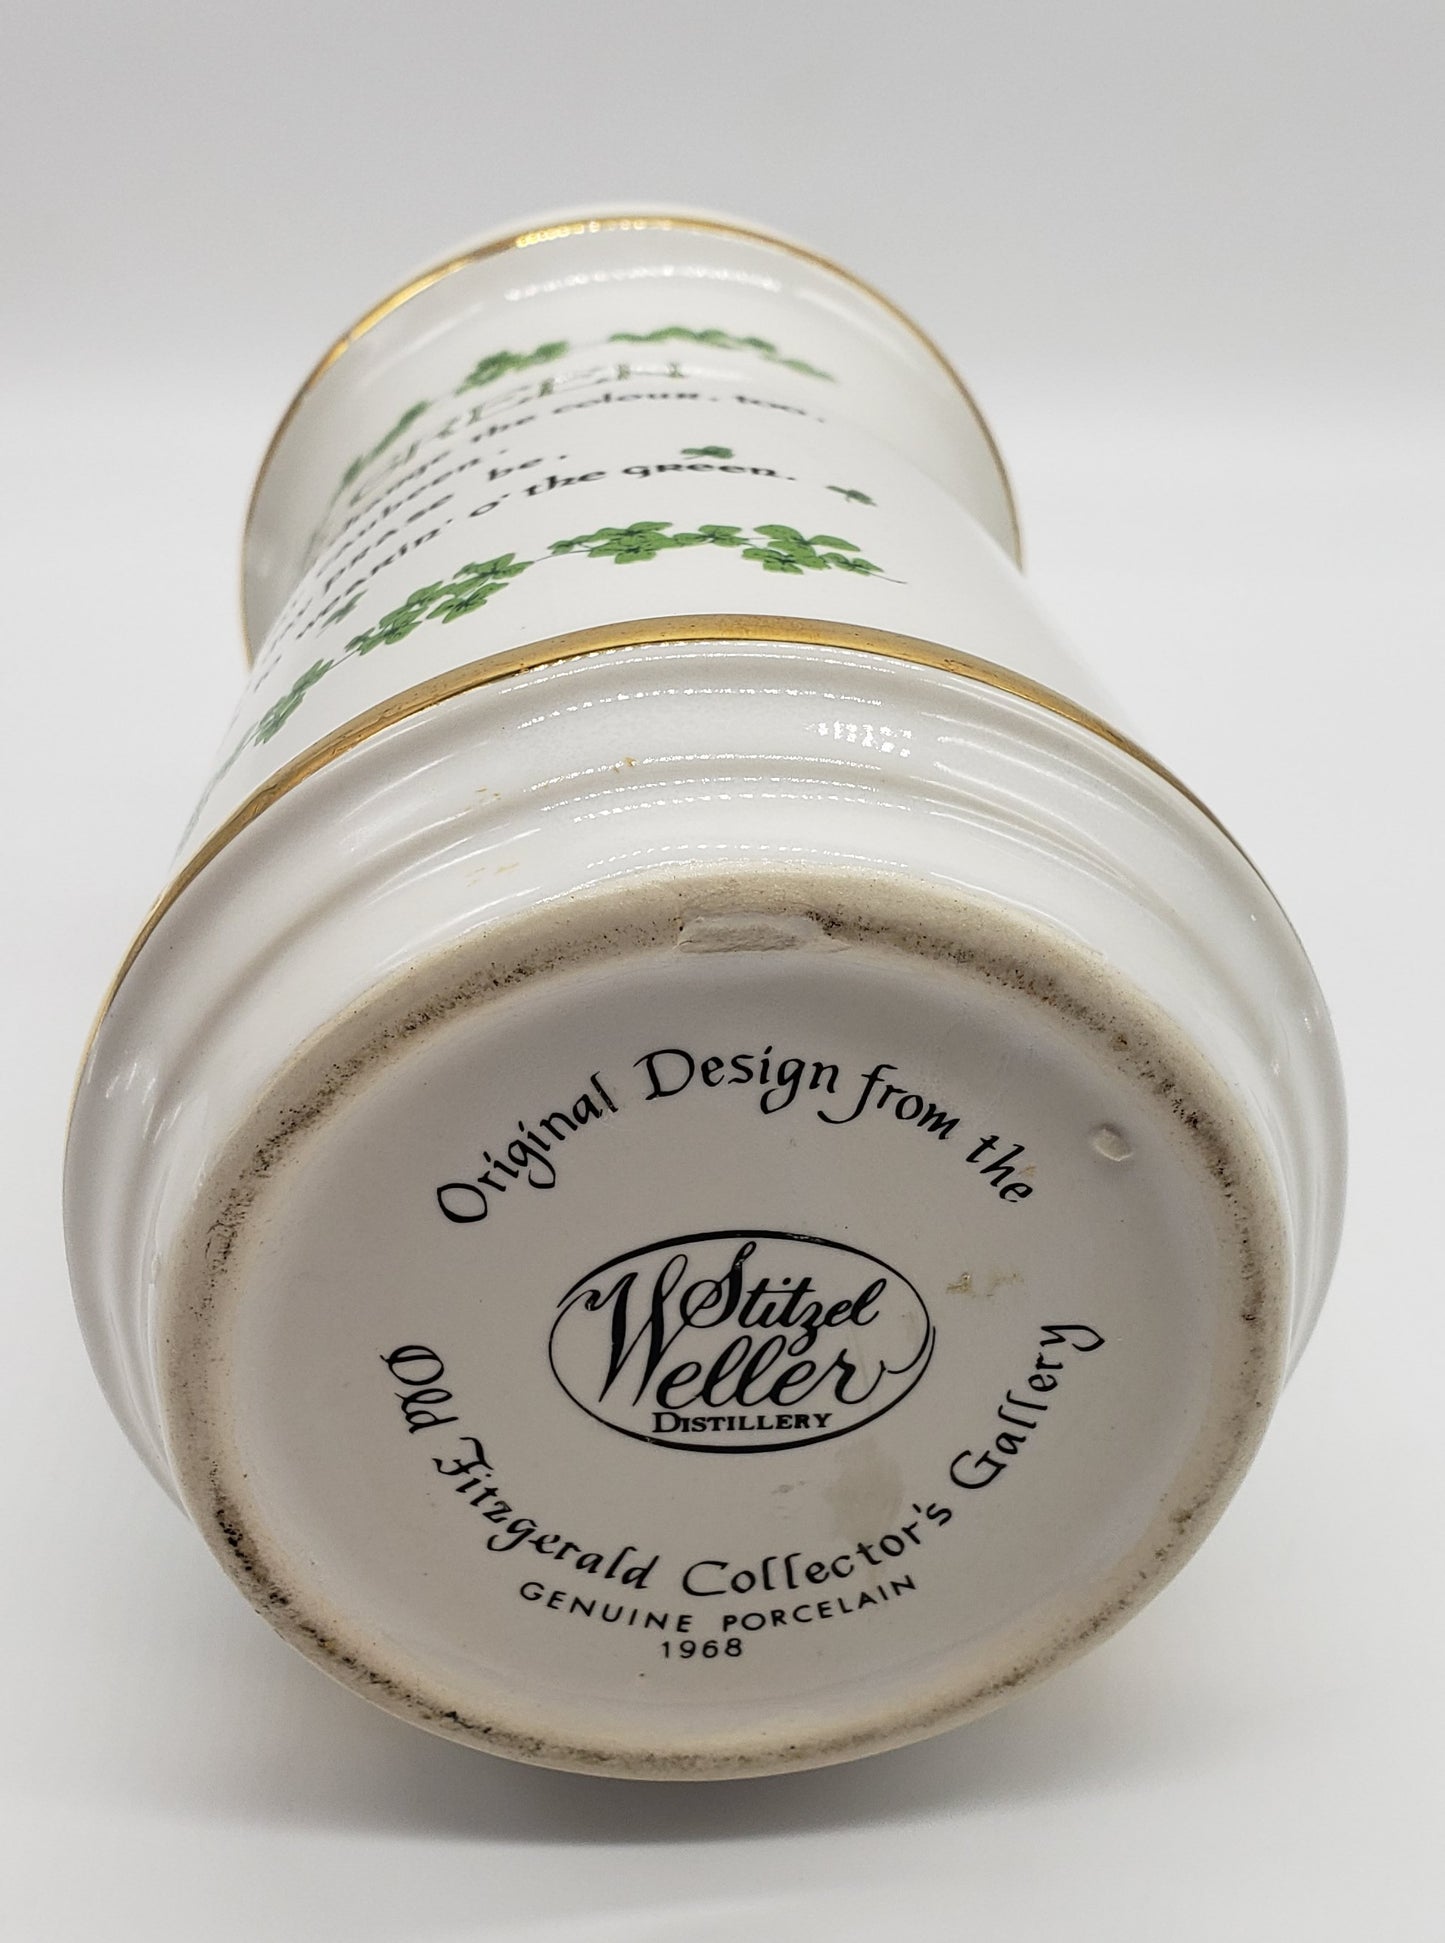 GREEN
the colour, too,
be,
o' the green.
Original Design from the
Stitzel
Weller
DISTILLERY
Old Fitzgerald Collector's Gallery
GENUINE PORCELAIN
1968